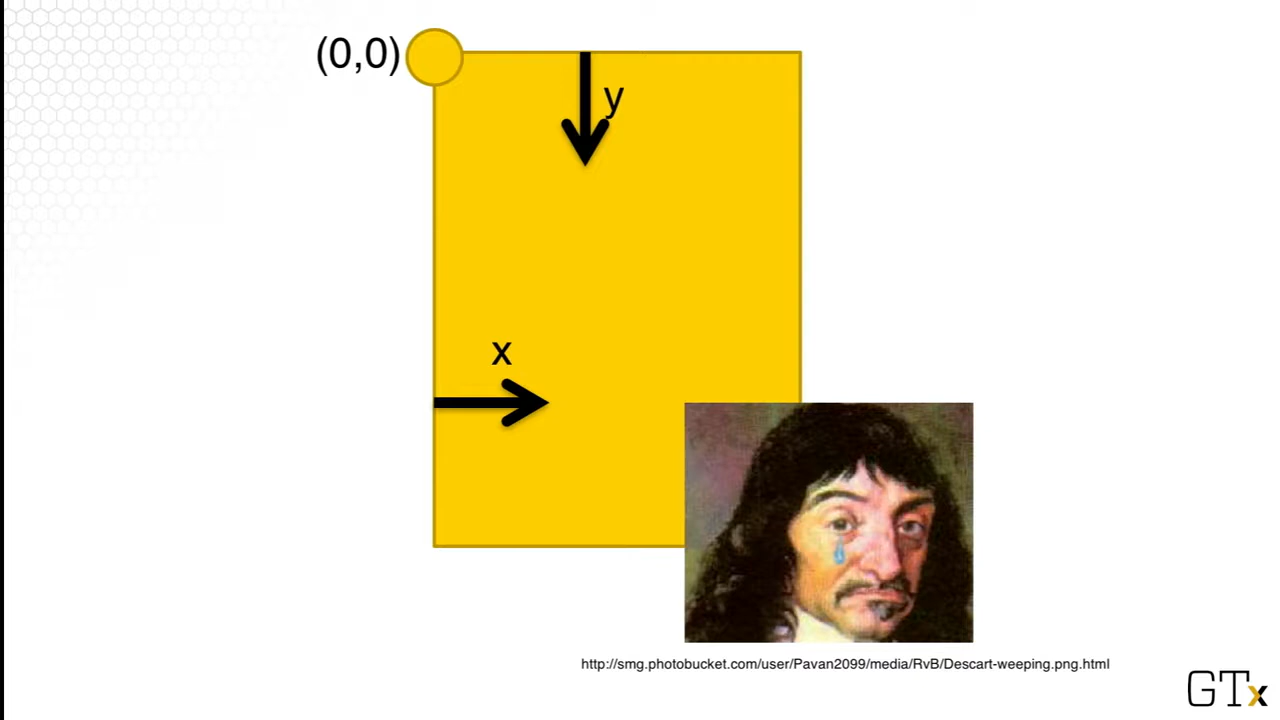 (0,0)
y
x
http://smg.photobucket.com/user/Pavan2099/media/RvB/Descart-weeping.png.html
GTx